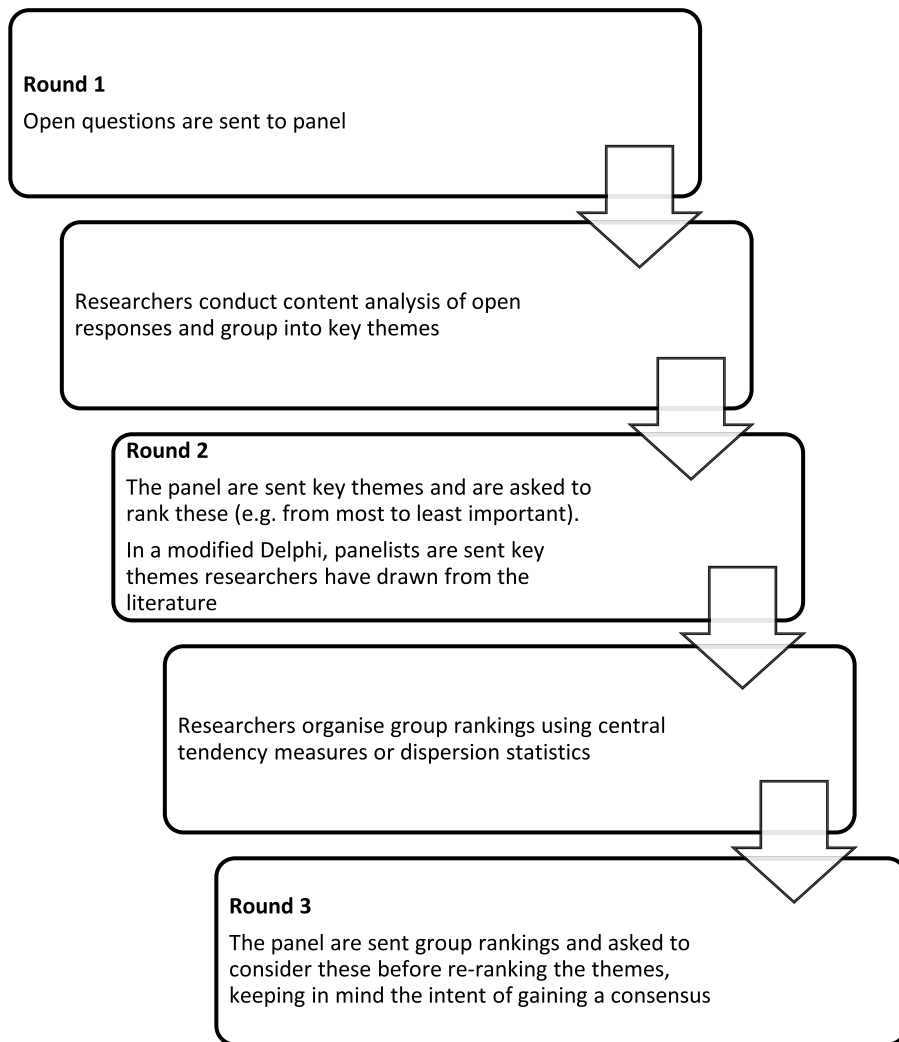 Round 1
Open questions are sent to panel
Researchers conduct content analysis of open
responses and group into key themes
Round 2
The panel are sent key themes and are asked to
rank these (e.g. from most to least important).
In a modified Delphi, panelists are sent key
themes researchers have drawn from the
literature
Researchers organise group rankings using central
tendency measures or dispersion statistics
Round 3
The panel are sent group rankings and asked to
consider these before re-ranking the themes,
keeping in mind the intent of gaining a consensus